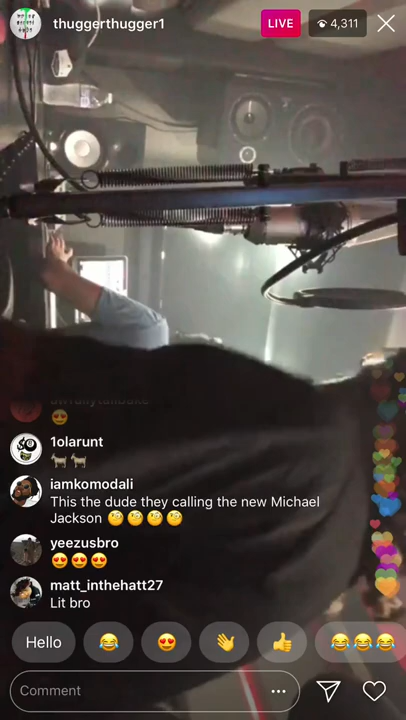 thuggerthugger1
LIVE
4,311
1olarunt
🐐 🐐
iamkomodali
This the dude they calling the new Michael
Jackson 🧐 🧐 🧐 🧐
yeezusbro
😍 😍 😍
matt_inthehatt27
Lit bro
Hello
Comment